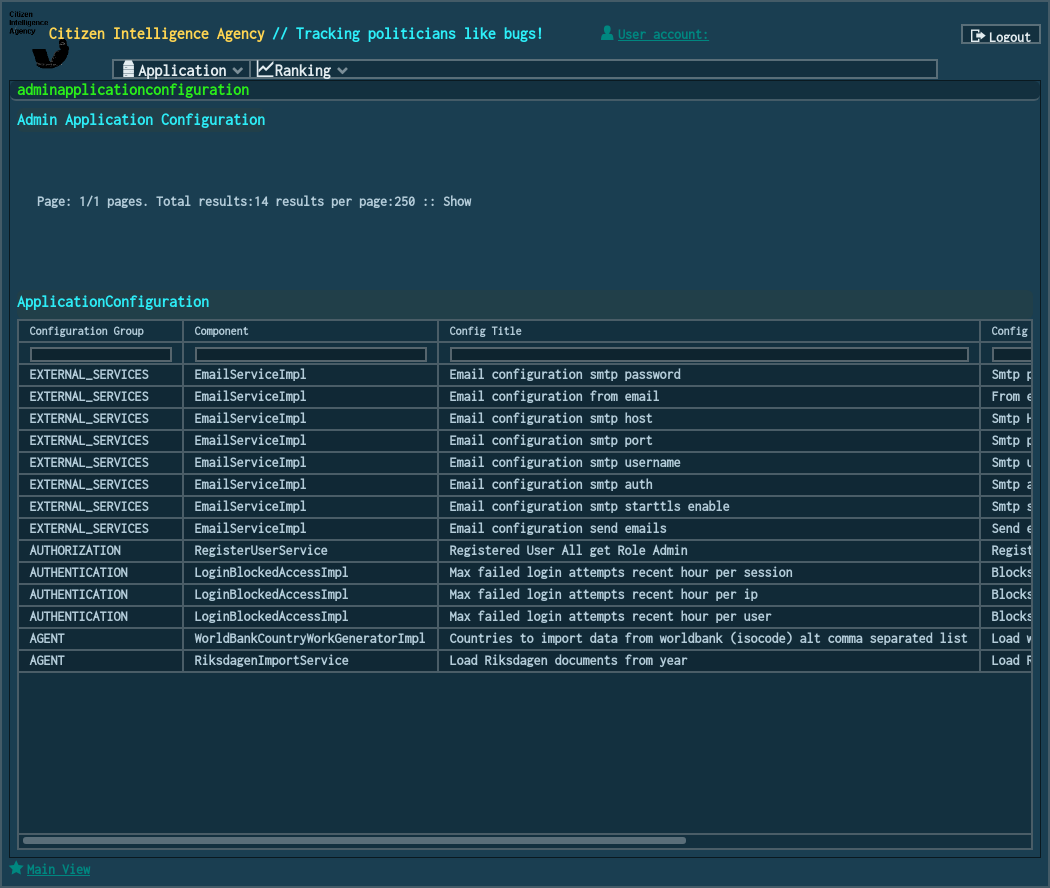 Citizen
Intelligence
Agency
Citizen Intelligence Agency // Tracking politicians like bugs!
User account:
Logout
Application Ranking
adminapplicationconfiguration
Admin Application Configuration
Page: 1/1 pages. Total results:14 results per page:250 :: Show
ApplicationConfiguration
Configuration Group Component Config Title Config
EXTERNAL_SERVICES EmailServiceImpl Email configuration smtp password Smtp p
EXTERNAL_SERVICES EmailServiceImpl Email configuration from email From e
EXTERNAL_SERVICES EmailServiceImpl Email configuration smtp host Smtp H
EXTERNAL_SERVICES EmailServiceImpl Email configuration smtp port Smtp p
EXTERNAL_SERVICES EmailServiceImpl Email configuration smtp username Smtp u
EXTERNAL_SERVICES EmailServiceImpl Email configuration smtp auth Smtp a
EXTERNAL_SERVICES EmailServiceImpl Email configuration smtp starttls enable Smtp s
EXTERNAL_SERVICES EmailServiceImpl Email configuration send emails Send e
AUTHORIZATION RegisterUserService Registered User All get Role Admin Regist
AUTHENTICATION LoginBlockedAccessImpl Max failed login attempts recent hour per session Blocks
AUTHENTICATION LoginBlockedAccessImpl Max failed login attempts recent hour per ip Blocks
AUTHENTICATION LoginBlockedAccessImpl Max failed login attempts recent hour per user Blocks
AGENT WorldBankCountryWorkGeneratorImpl Countries to import data from worldbank (isocode) alt comma separated list Load w
AGENT RiksdagenImportService Load Riksdagen documents from year Load R
Main View